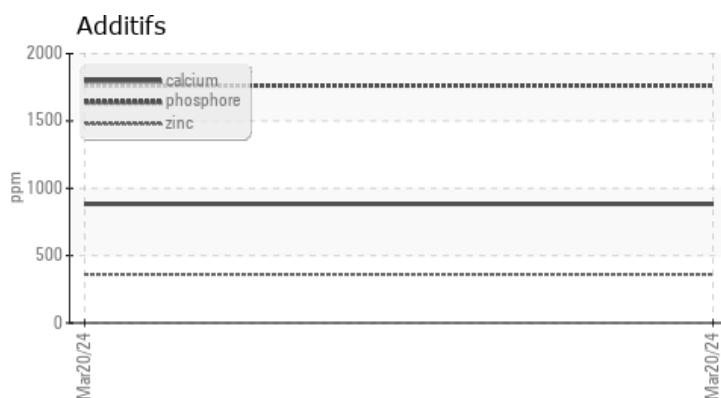 Additifs
2000
calcium
phosphore
zinc
1500
1000
500
0
ppm
Mar20/24
Mar20/24